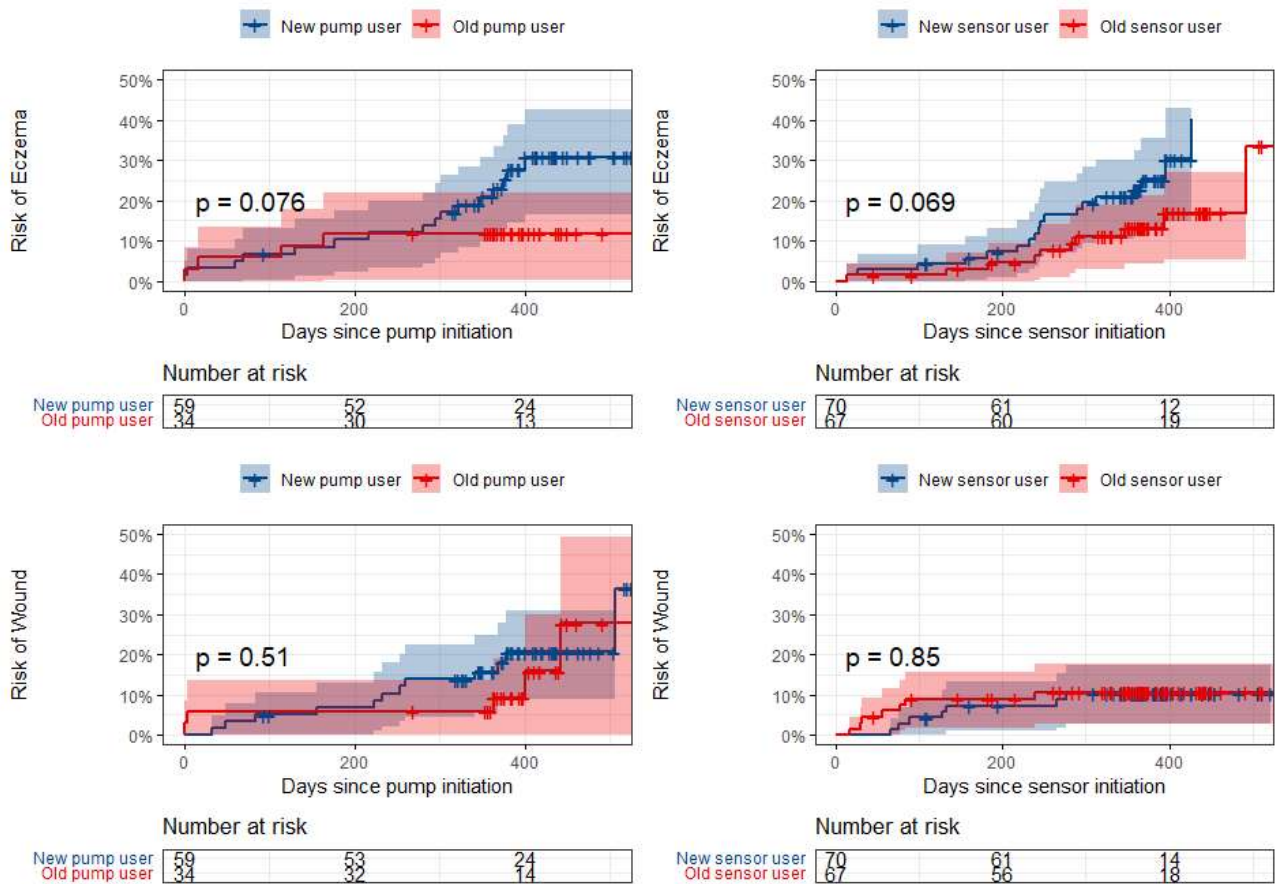 New pump user Old pump user
Risk of Eczema
50%
40%
30%
20%
10%
0%
p = 0.076
0 200 400
Days since pump initiation
Number at risk
New pump user 59 52 24
Old pump user 34 30 13
New sensor user Old sensor user
Risk of Eczema
50%
40%
30%
20%
10%
0%
p = 0.069
0 200 400
Days since sensor initiation
Number at risk
New sensor user 70 61 12
Old sensor user 67 60 19
New pump user Old pump user
Risk of Wound
50%
40%
30%
20%
10%
0%
p = 0.51
0 200 400
Days since pump initiation
Number at risk
New pump user 59 53 24
Old pump user 34 32 14
New sensor user Old sensor user
Risk of Wound
50%
40%
30%
20%
10%
0%
p = 0.85
0 200 400
Days since sensor initiation
Number at risk
New sensor user 70 61 14
Old sensor user 67 56 18